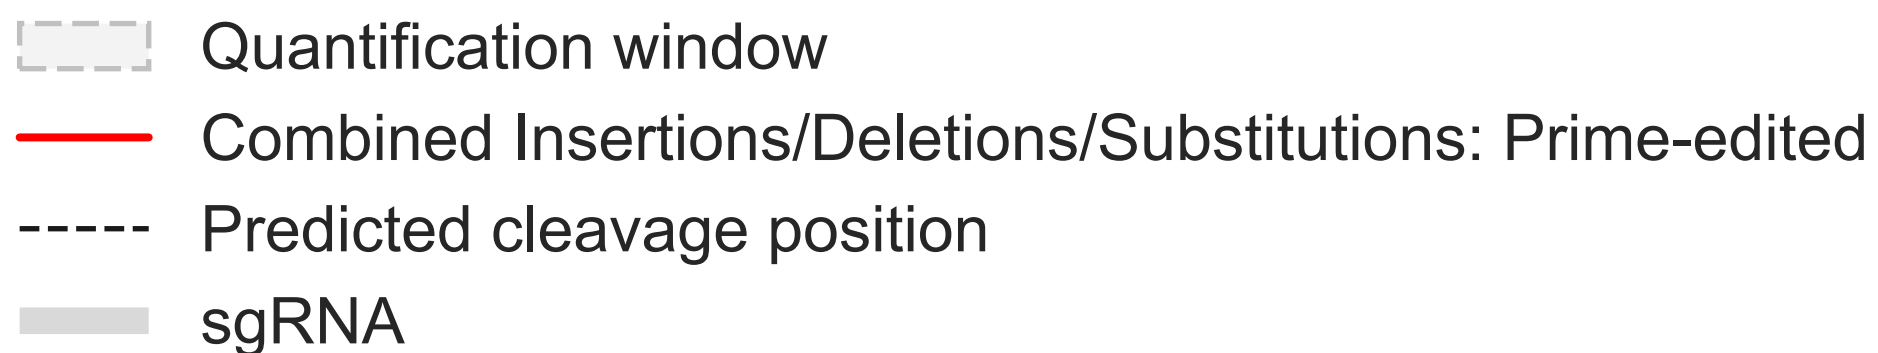 Quantification window
Combined Insertions/Deletions/Substitutions: Prime-edited
Predicted cleavage position
sgRNA